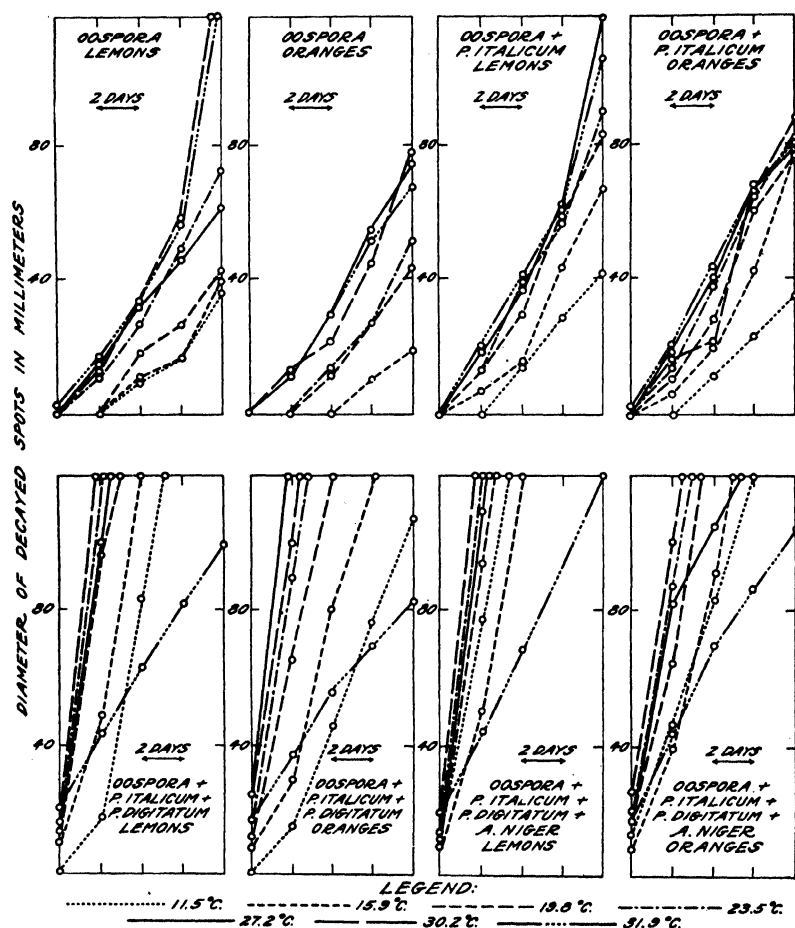 OOSPORA
LEMONS
2 DAYS
80
40
OOSPORA
ORANGES
2 DAYS
OOSPORA +
P. ITALICUM
LEMONS
2 DAYS
80
40
OOSPORA +
P. ITALICUM
ORANGES
2 DAYS
80
40
DIAMETER OF DECAYED SPOTS IN MILLIMETERS
80
40
2 DAYS
OOSPORA +
P. ITALICUM +
P. DIGITATUM
LEMONS
80
40
2 DAYS
OOSPORA +
P. ITALICUM +
P. DIGITATUM
ORANGES
80
40
2 DAYS
OOSPORA +
P. ITALICUM +
P. DIGITATUM +
A. NIGER
LEMONS
80
40
2 DAYS
OOSPORA +
P. ITALICUM +
P. DIGITATUM +
A. NIGER
ORANGES
LEGEND:
11.5°C. 15.9°C. 19.8°C. 23.5°C.
27.2°C. 30.2°C. 31.9°C.